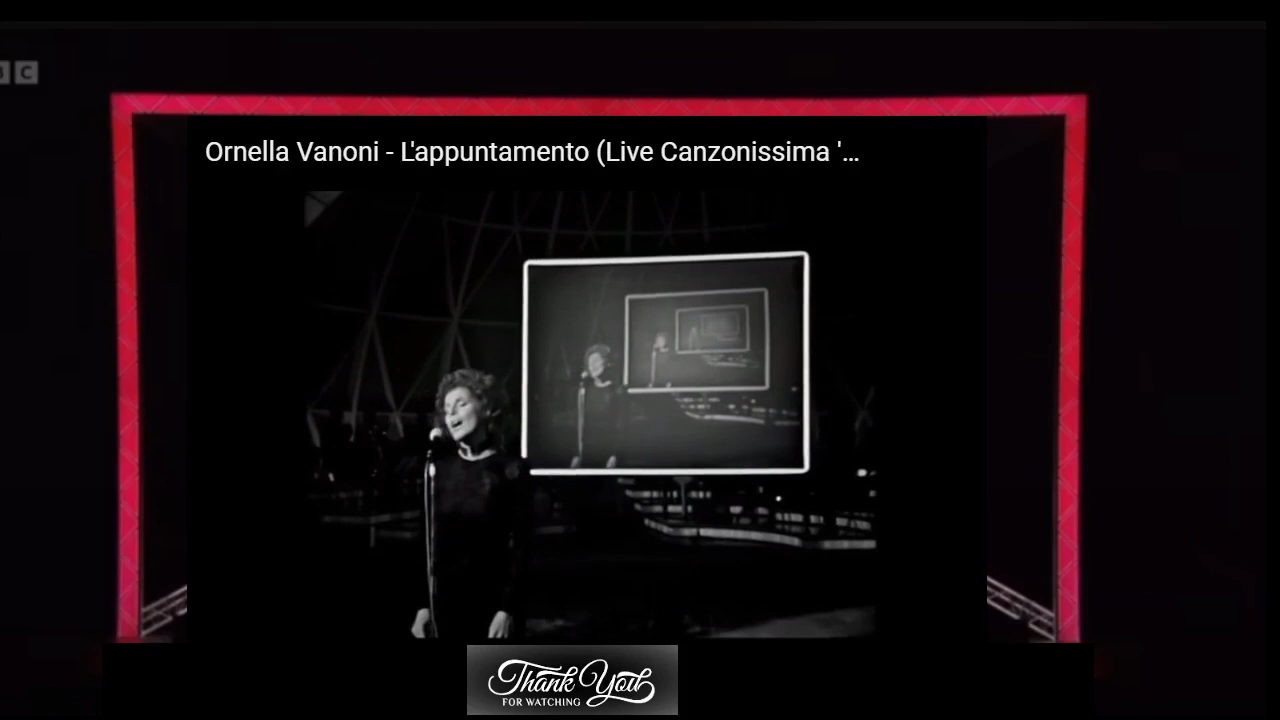 C
Ornella Vanoni - L'appuntamento (Live Canzonissima '...
Thank You
FOR WATCHING